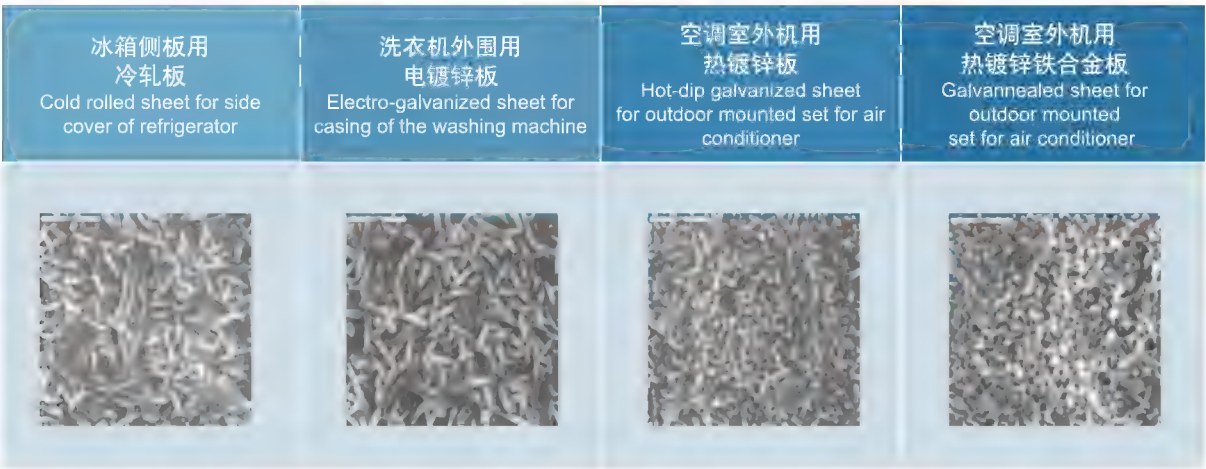 冰箱侧板用
冷轧板
Cold rolled sheet for side
cover of refrigerator
洗衣机外围用
电镀锌板
Electro-galvanized sheet for
casing of the washing machine
空调室外机用
热镀锌板
Hot-dip galvanized sheet
for outdoor mounted set for air
conditioner
空调室外机用
热镀锌铁合金板
Galvannealed sheet for
outdoor mounted
set for air conditioner